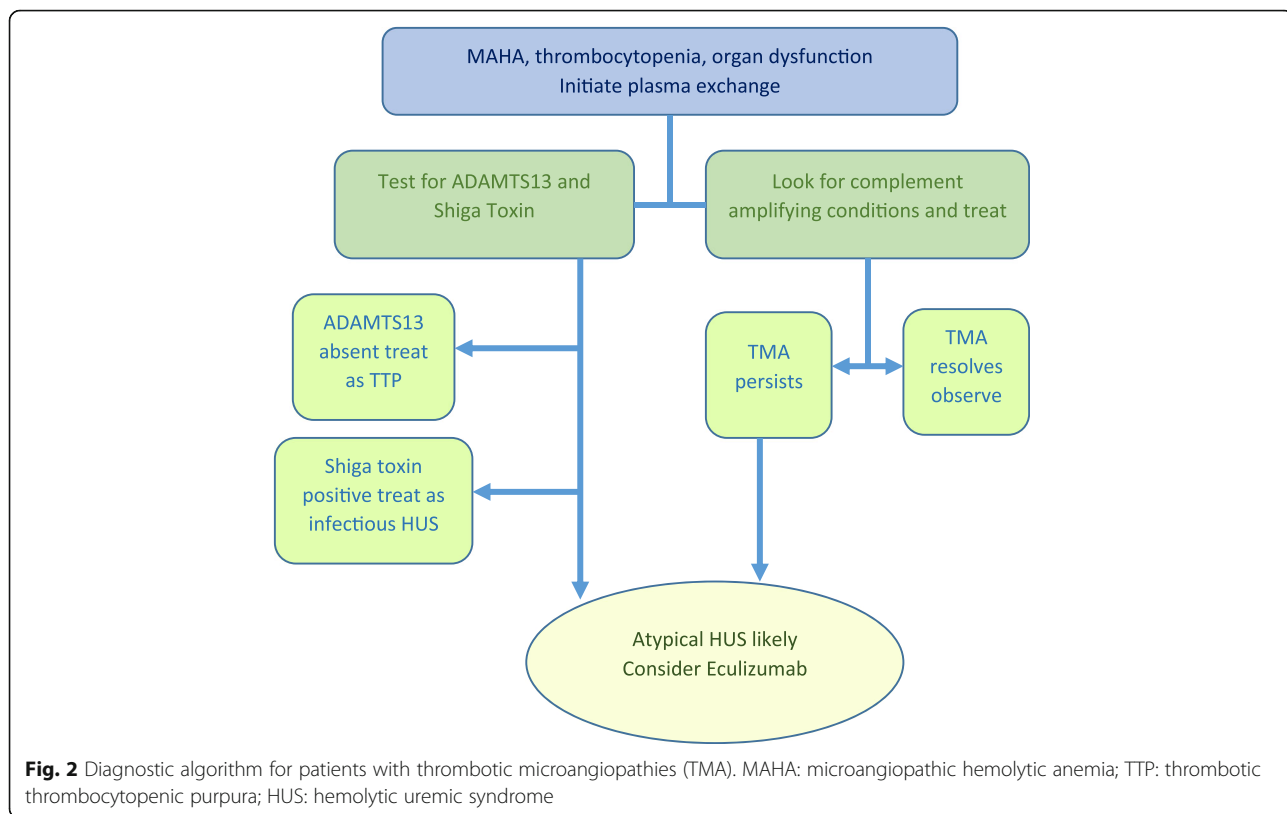 MAHA, thrombocytopenia, organ dysfunction
Initiate plasma exchange
Test for ADAMTS13 and
Shiga Toxin
Look for complement
amplifying conditions and treat
ADAMTS13
absent treat
as TTP
TMA
persists
TMA
resolves
observe
Shiga toxin
positive treat as
infectious HUS
Atypical HUS likely
Consider Eculizumab
Fig. 2 Diagnostic algorithm for patients with thrombotic microangiopathies (TMA). MAHA: microangiopathic hemolytic anemia; TTP: thrombotic
thrombocytopenic purpura; HUS: hemolytic uremic syndrome